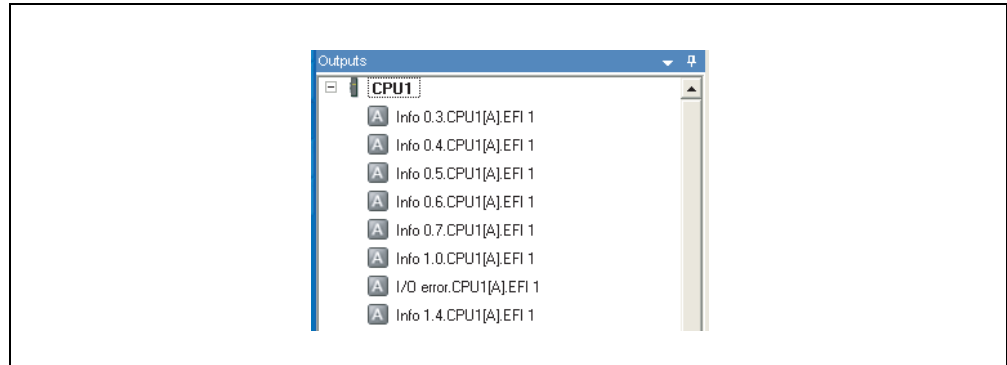 Outputs
CPU1
A Info 0.3.CPU1[A].EFI 1
A Info 0.4.CPU1[A].EFI 1
A Info 0.5.CPU1[A].EFI 1
A Info 0.6.CPU1[A].EFI 1
A Info 0.7.CPU1[A].EFI 1
A Info 1.0.CPU1[A].EFI 1
A I/O error.CPU1[A].EFI 1
A Info 1.4.CPU1[A].EFI 1